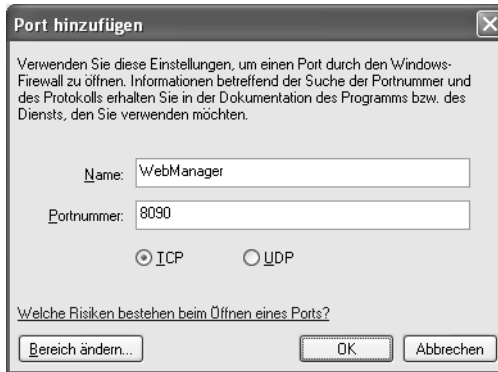 Port hinzufügen
Verwenden Sie diese Einstellungen, um einen Port durch den Windows-
Firewall zu öffnen. Informationen betreffend der Suche der Portnummer und
des Protokolls erhalten Sie in der Dokumentation des Programms bzw. des
Diensts, den Sie verwenden möchten.
Name: WebManager
Portnummer: 8090
TCP UDP
Welche Risiken bestehen beim Öffnen eines Ports?
Bereich ändern... OK Abbrechen